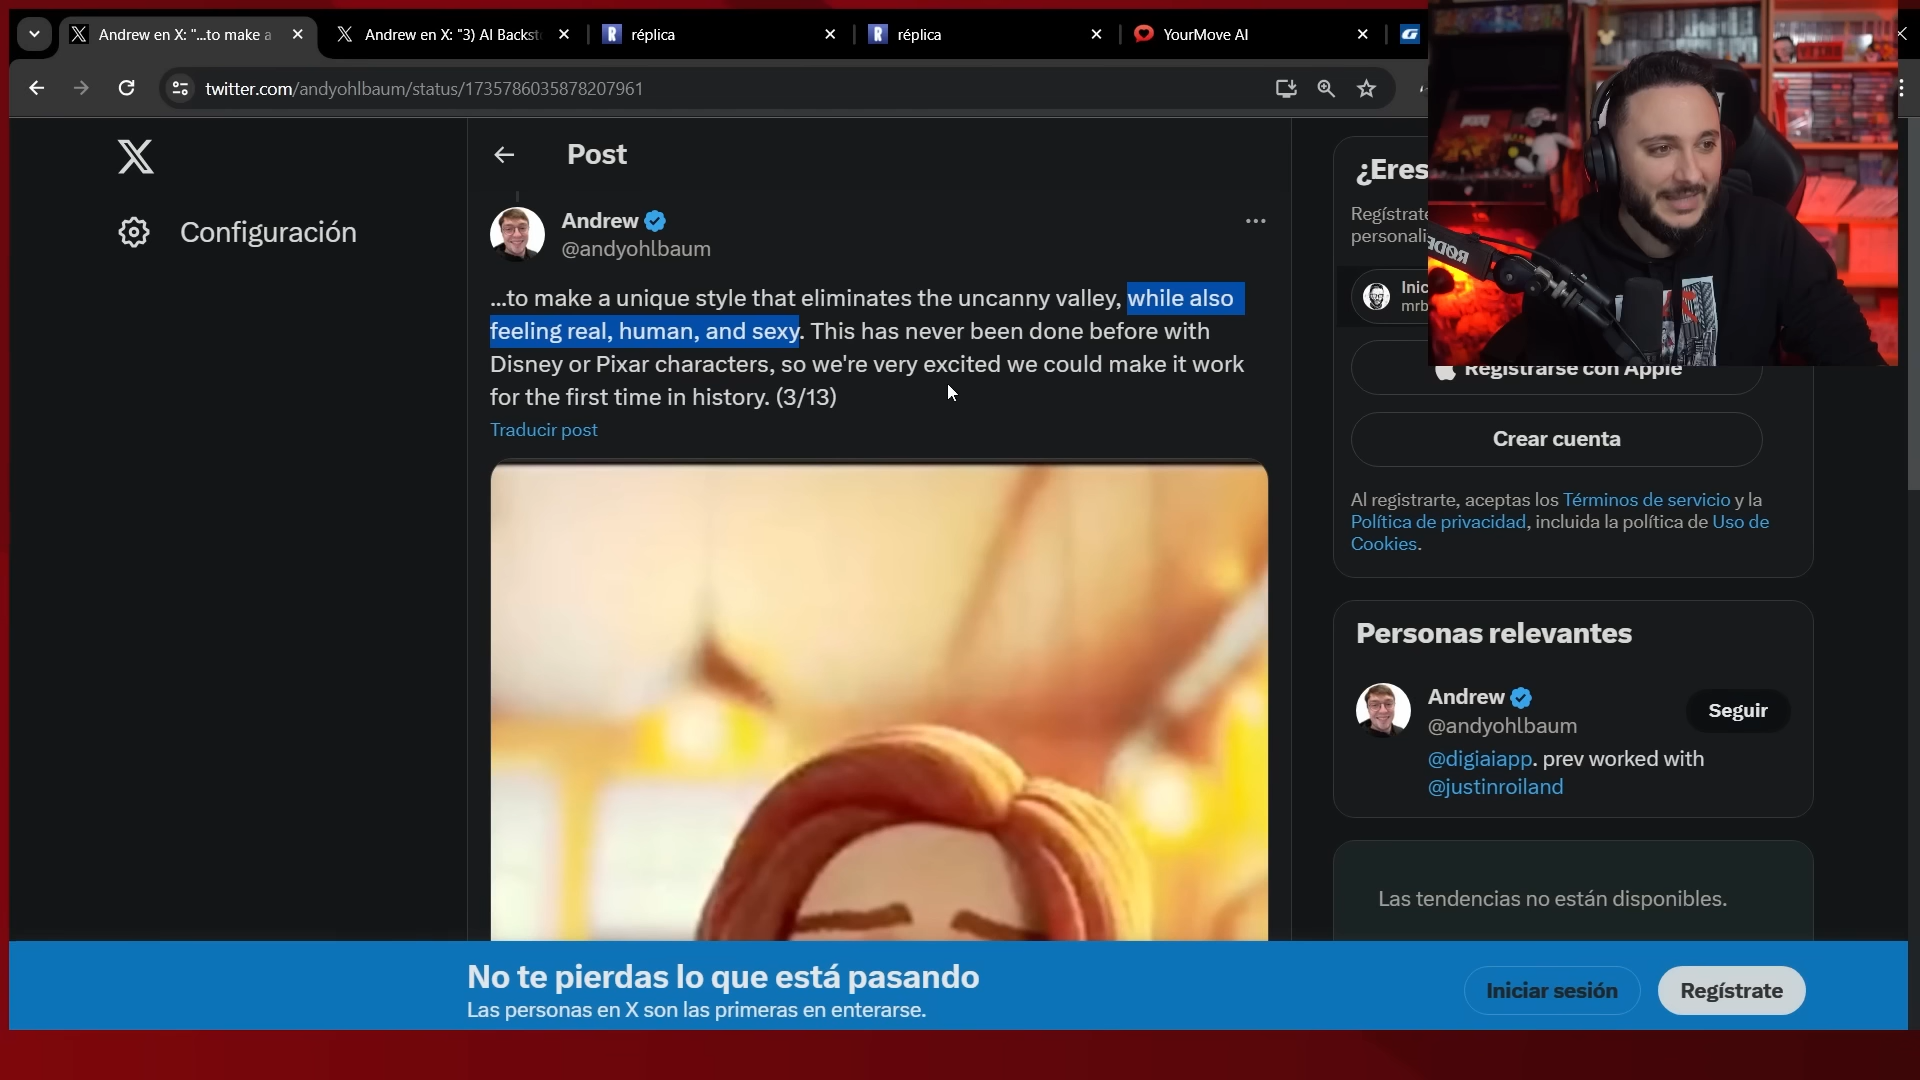 Andrew en X: "...to make a
Andrew en X: "3) AI Backst
réplica
réplica
YourMove AI
twitter.com/andyohlbaum/status/1735786035878207961
Configuración
Post
Andrew
@andyohlbaum
...to make a unique style that eliminates the uncanny valley, while also
feeling real, human, and sexy. This has never been done before with
Disney or Pixar characters, so we're very excited we could make it work
for the first time in history. (3/13)
Traducir post
¿Eres
Regístrate
personali
Inic
mrb
Registrarse con Apple
Crear cuenta
Al registrarte, aceptas los Términos de servicio y la
Política de privacidad, incluida la política de Uso de
Cookies.
Personas relevantes
Andrew
@andyohlbaum
Seguir
@digiaiapp. prev worked with
@justinroiland
Las tendencias no están disponibles.
No te pierdas lo que está pasando
Las personas en X son las primeras en enterarse.
Iniciar sesión
Regístrate
RØDE